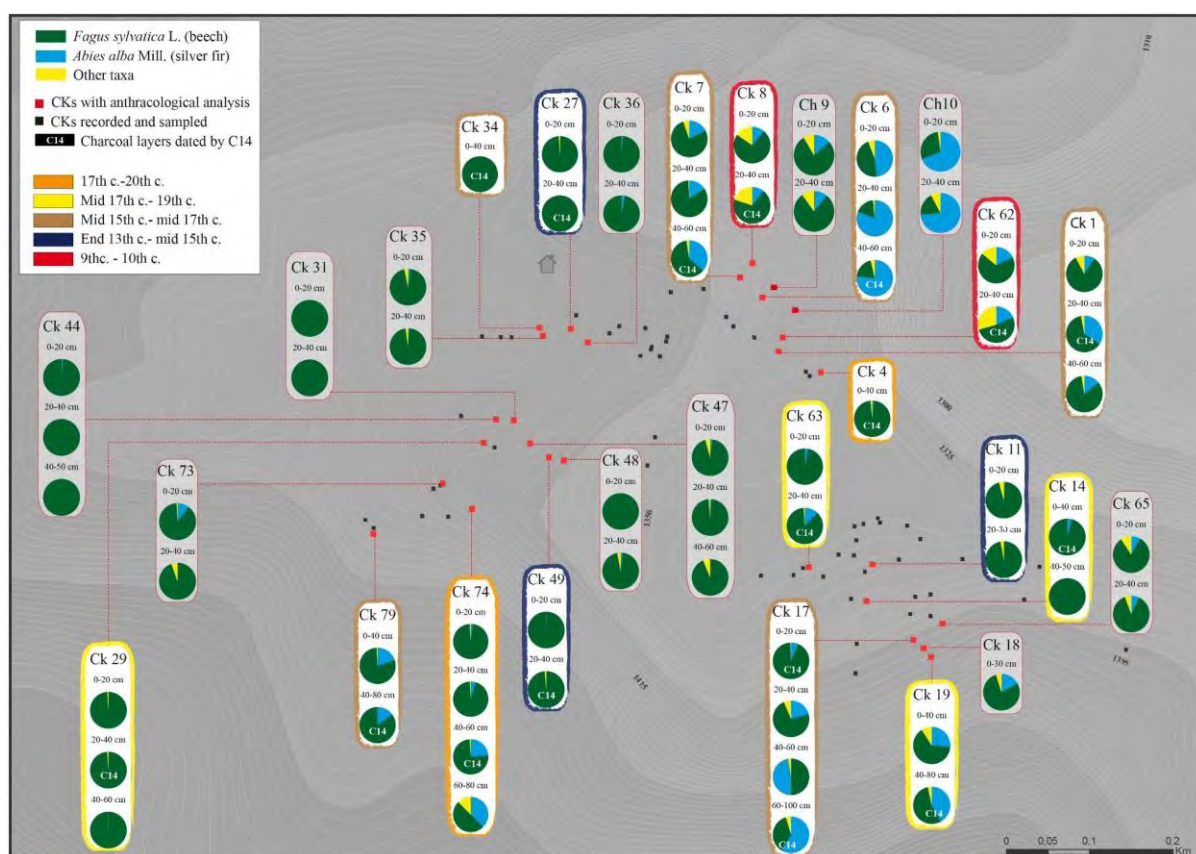 Fagus sylvatica L. (beech)
Abies alba Mill. (silver fir)
Other taxa
CKs with anthracological analysis
CKs recorded and sampled
C14 Charcoal layers dated by C14
17th c.-20th c.
Mid 17th c.- 19th c.
Mid 15th c.- mid 17th c.
End 13th c.- mid 15th c.
9thc. - 10th c.
Ck 34
0-40 cm
C14
Ck 27
0-20 cm
20-40 cm
C14
Ck 36
0-20 cm
20-40 cm
Ck 7
0-20 cm
20-40 cm
40-60 cm
C14
Ck 8
0-20 cm
20-40 cm
C14
Ch 9
0-20 cm
20-40 cm
Ck 6
0-20 cm
20-40 cm
40-60 cm
C14
Ch10
0-20 cm
20-40 cm
Ck 62
0-20 cm
20-40 cm
C14
Ck 1
0-20 cm
20-40 cm
C14
40-60 cm
1310
Ck 35
0-20 cm
20-40 cm
Ck 31
0-20 cm
20-40 cm
Ck 44
0-20 cm
20-40 cm
40-50 cm
Ck 4
0-40 cm
C14
1300
1325
Ck 47
0-20 cm
20-40 cm
40-60 cm
Ck 63
0-20 cm
20-40 cm
C14
Ck 48
0-20 cm
20-40 cm
1350
Ck 11
0-20 cm
20-30 cm
C14
Ck 14
0-40 cm
C14
40-50 cm
Ck 65
0-20 cm
20-40 cm
Ck 73
0-20 cm
20-40 cm
Ck 29
0-20 cm
20-40 cm
C14
40-60 cm
Ck 79
0-40 cm
40-80 cm
C14
Ck 74
0-20 cm
20-40 cm
40-60 cm
C14
60-80 cm
Ck 49
0-20 cm
20-40 cm
C14
1415
Ck 17
0-20 cm
C14
20-40 cm
40-60 cm
60-100 cm
C14
Ck 18
0-30 cm
1395
Ck 19
0-40 cm
40-80 cm
C14
0 0,05 0,1 0,2
Km